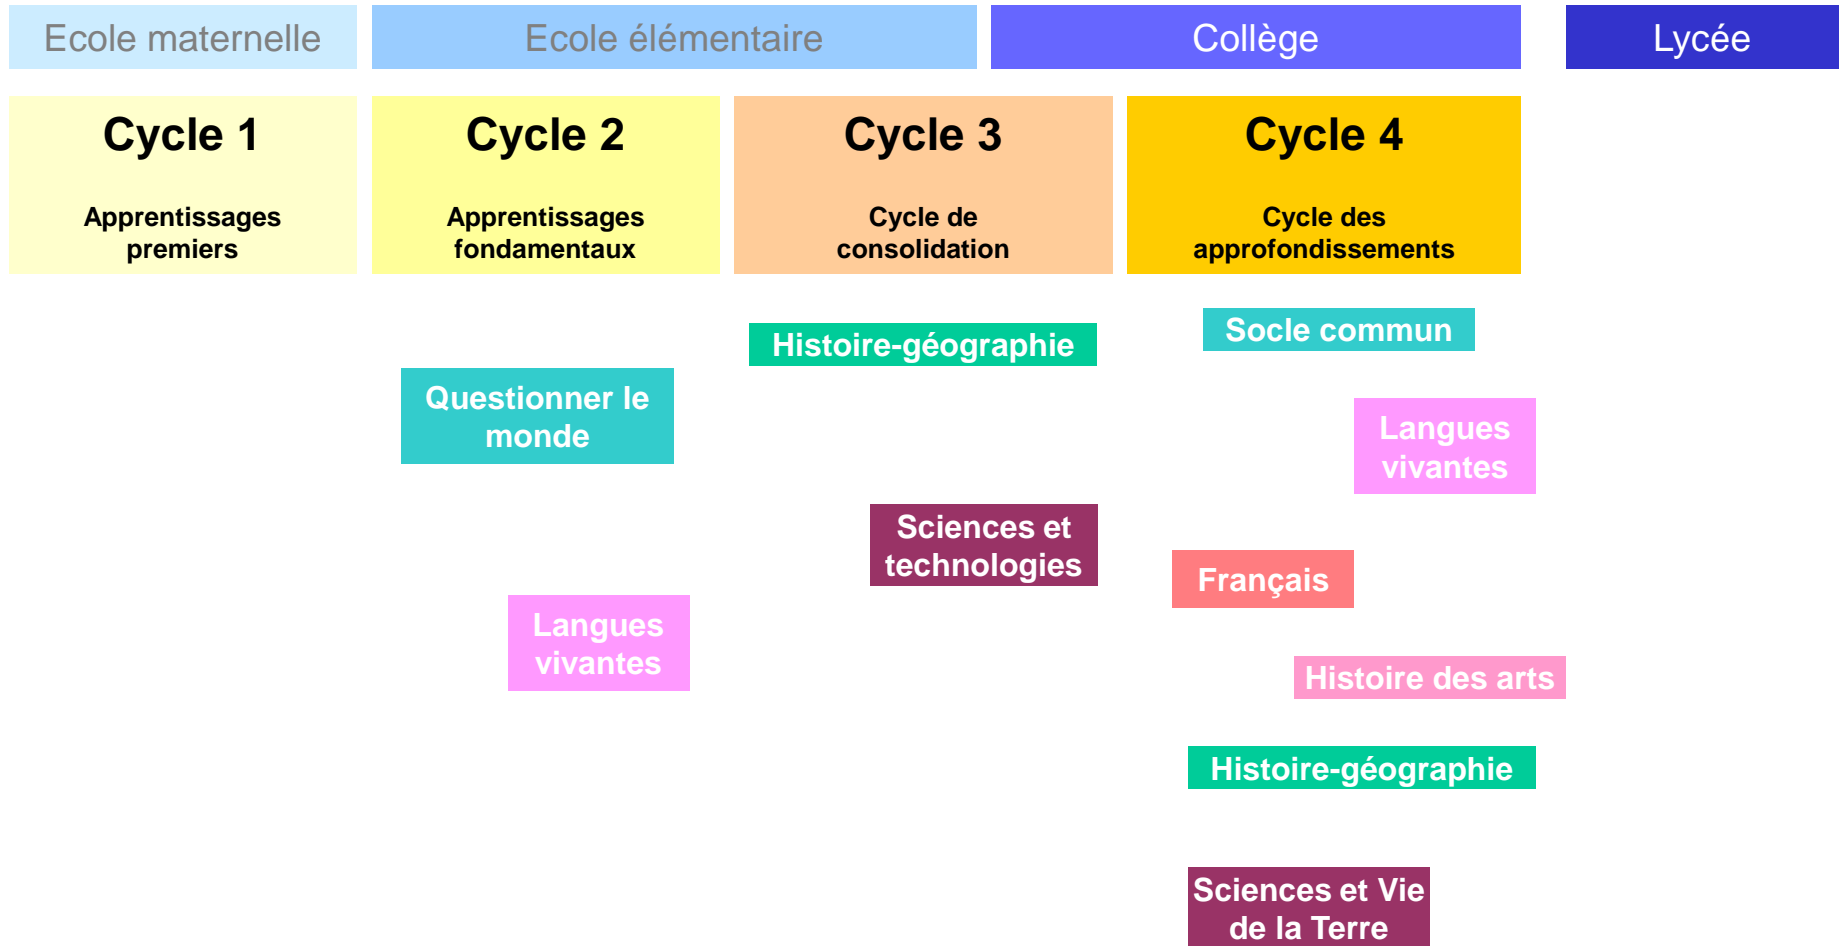 Ecole maternelle
Ecole élémentaire
Collège
Lycée
Cycle 1
Apprentissages
premiers
Cycle 2
Apprentissages
fondamentaux
Cycle 3
Cycle de
consolidation
Cycle 4
Cycle des
approfondissements
Questionner le
monde
Langues
vivantes
Histoire-géographie
Sciences et
technologies
Socle commun
Langues
vivantes
Français
Histoire des arts
Histoire-géographie
Sciences et Vie
de la Terre